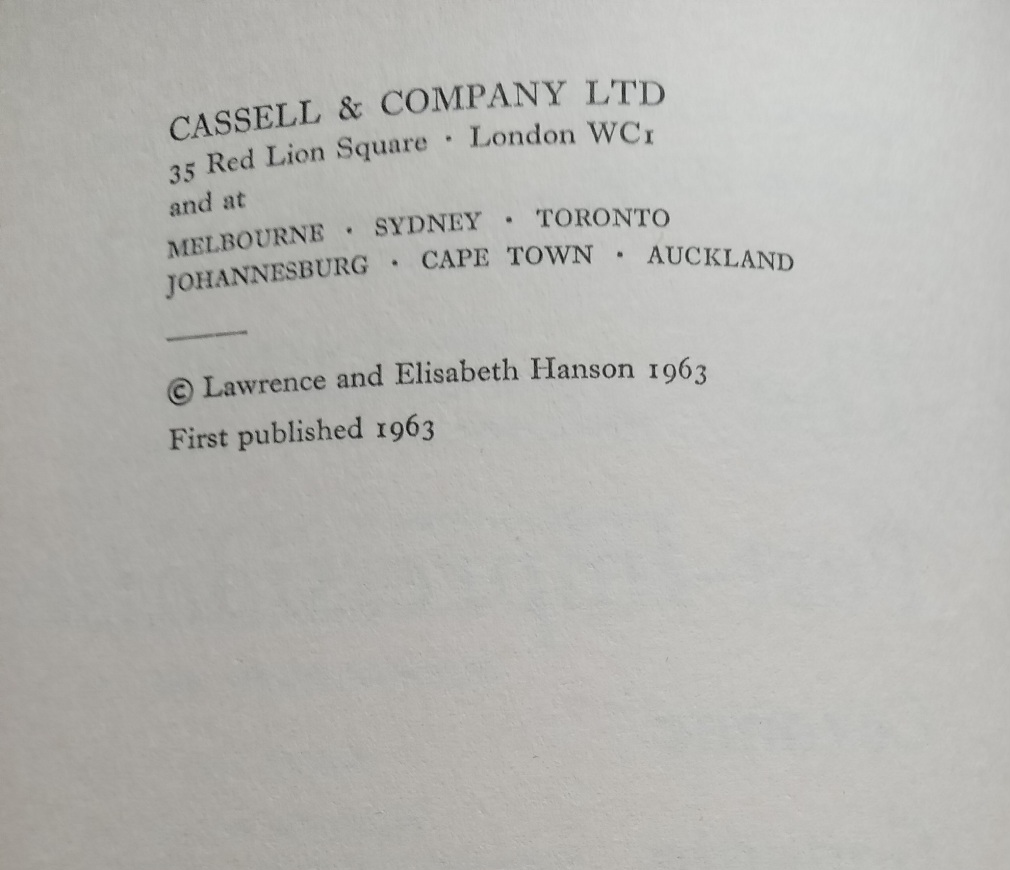 CASSELL & COMPANY LTD
35 Red Lion Square · London WC1
and at
MELBOURNE · SYDNEY · TORONTO
JOHANNESBURG · CAPE TOWN · AUCKLAND
© Lawrence and Elisabeth Hanson 1963
First published 1963